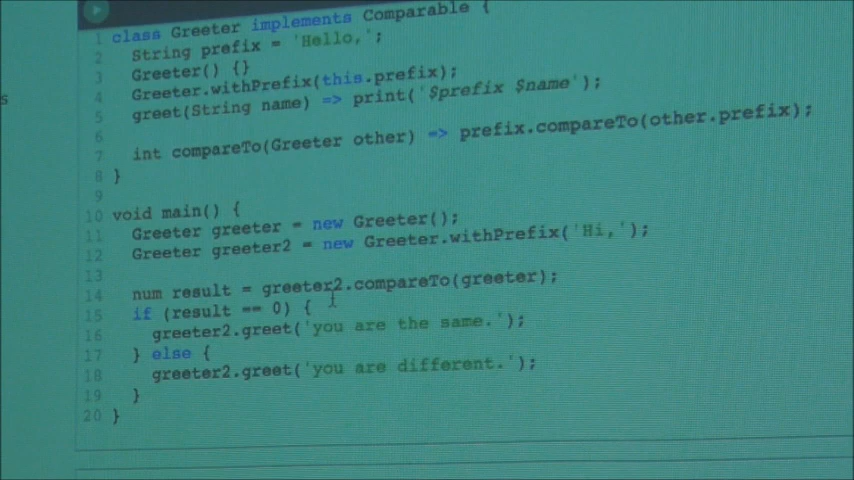 s
1 class Greeter implements Comparable {
2 String prefix = 'Hello,';
3 Greeter() {}
4 Greeter.withPrefix(this.prefix);
5 greet(String name) => print('$prefix $name');
6
7 int compareTo(Greeter other) => prefix.compareTo(other.prefix);
8 }
9
10 void main() {
11 Greeter greeter = new Greeter();
12 Greeter greeter2 = new Greeter.withPrefix('Hi,');
13
14 num result = greeter2.compareTo(greeter);
15 if (result == 0) {
16 greeter2.greet('you are the same.');
17 } else {
18 greeter2.greet('you are different.');
19 }
20 }